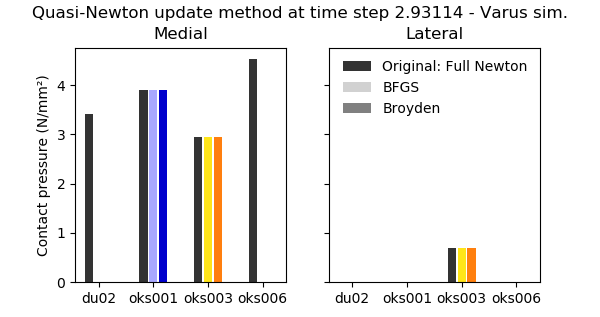 Quasi-Newton update method at time step 2.93114 - Varus sim.
Medial
Lateral
Contact pressure (N/mm²)
4
3
2
1
0
du02 oks001 oks003 oks006
Original: Full Newton
BFGS
Broyden
du02 oks001 oks003 oks006